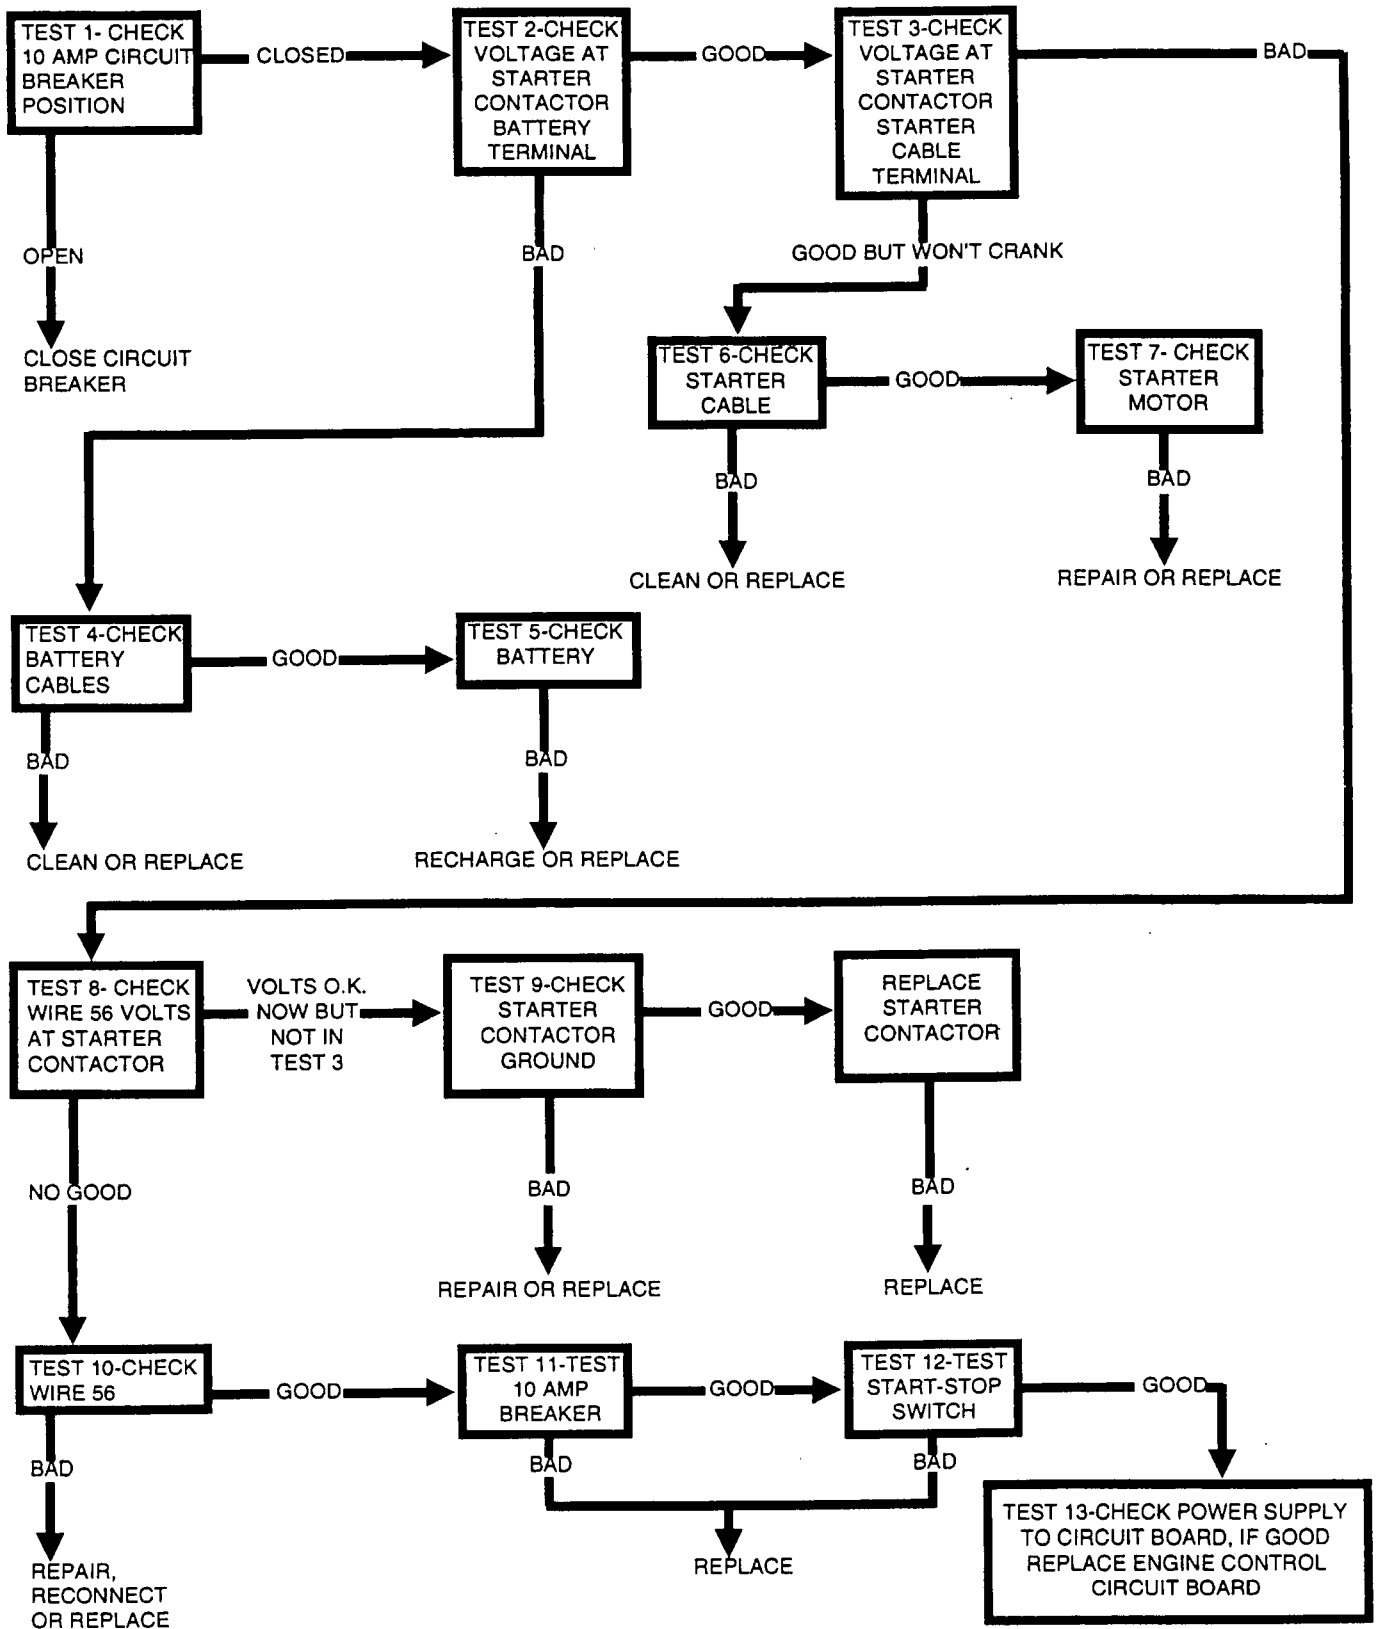 TEST 1- CHECK
10 AMP CIRCUIT
BREAKER
POSITION
CLOSED
TEST 2-CHECK
VOLTAGE AT
STARTER
CONTACTOR
BATTERY
TERMINAL
GOOD
TEST 3-CHECK
VOLTAGE AT
STARTER
CONTACTOR
STARTER
CABLE
TERMINAL
BAD
OPEN
BAD
GOOD BUT WON'T CRANK
CLOSE CIRCUIT
BREAKER
TEST 6-CHECK
STARTER
CABLE
GOOD
TEST 7- CHECK
STARTER
MOTOR
BAD
BAD
CLEAN OR REPLACE
REPAIR OR REPLACE
TEST 4-CHECK
BATTERY
CABLES
GOOD
TEST 5-CHECK
BATTERY
BAD
BAD
CLEAN OR REPLACE
RECHARGE OR REPLACE
TEST 8- CHECK
WIRE 56 VOLTS
AT STARTER
CONTACTOR
VOLTS O.K.
NOW BUT
NOT IN
TEST 3
TEST 9-CHECK
STARTER
CONTACTOR
GROUND
GOOD
REPLACE
STARTER
CONTACTOR
NO GOOD
BAD
BAD
REPAIR OR REPLACE
REPLACE
TEST 10-CHECK
WIRE 56
GOOD
TEST 11-TEST
10 AMP
BREAKER
GOOD
TEST 12-TEST
START-STOP
SWITCH
GOOD
BAD
BAD
BAD
REPAIR,
RECONNECT
OR REPLACE
REPLACE
TEST 13-CHECK POWER SUPPLY
TO CIRCUIT BOARD, IF GOOD
REPLACE ENGINE CONTROL
CIRCUIT BOARD